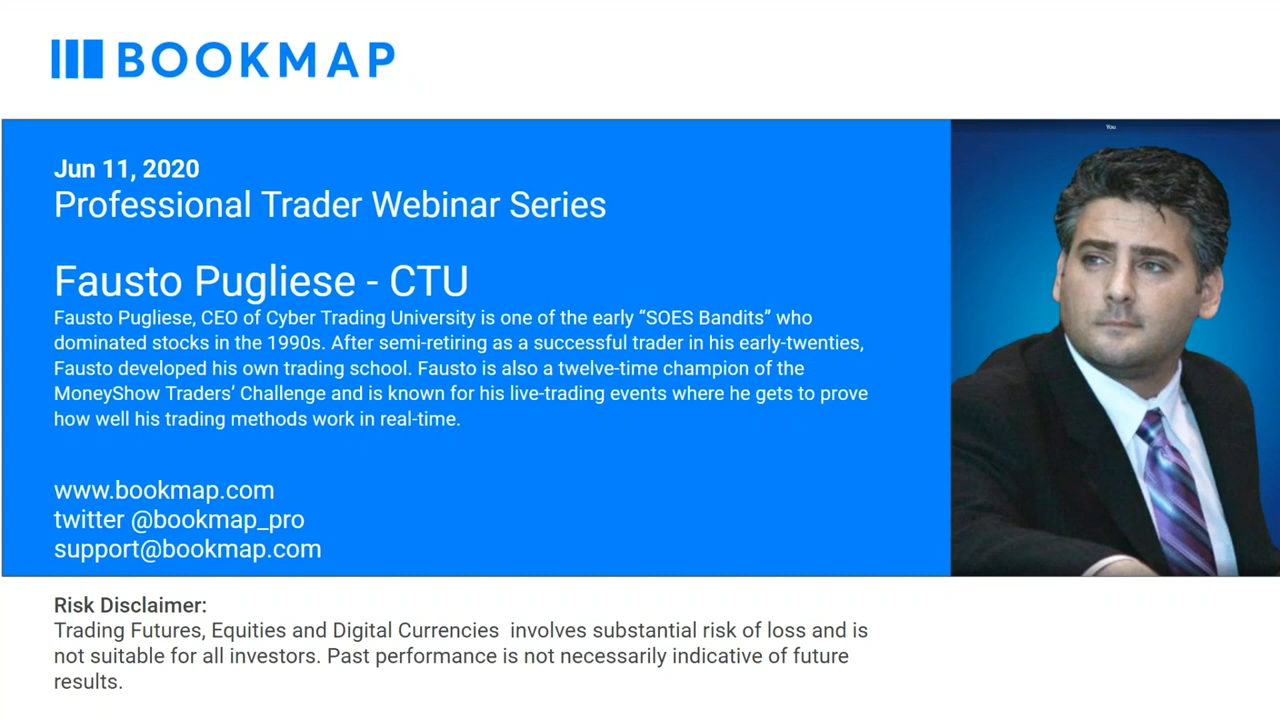 BOOKMAP
You
Jun 11, 2020
Professional Trader Webinar Series
Fausto Pugliese - CTU
Fausto Pugliese, CEO of Cyber Trading University is one of the early “SOES Bandits” who
dominated stocks in the 1990s. After semi-retiring as a successful trader in his early-twenties,
Fausto developed his own trading school. Fausto is also a twelve-time champion of the
MoneyShow Traders’ Challenge and is known for his live-trading events where he gets to prove
how well his trading methods work in real-time.
www.bookmap.com
twitter @bookmap_pro
support@bookmap.com
Risk Disclaimer:
Trading Futures, Equities and Digital Currencies  involves substantial risk of loss and is
not suitable for all investors. Past performance is not necessarily indicative of future
results.